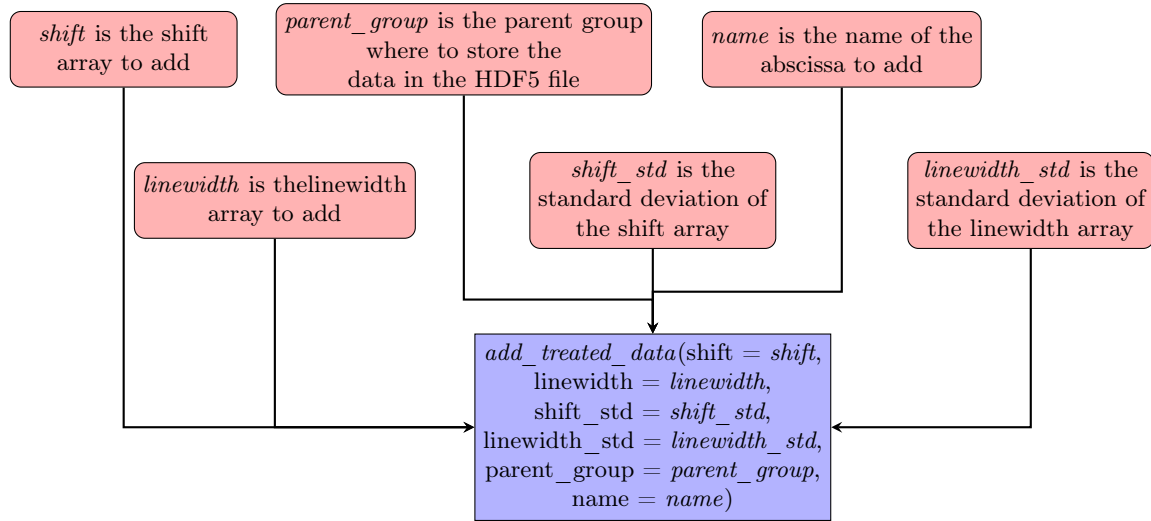 shift is the shift
array to add
parent_group is the parent group
where to store the
data in the HDF5 file
name is the name of the
abscissa to add
linewidth is thelinewidth
array to add
shift_std is the
standard deviation of
the shift array
linewidth_std is the
standard deviation of
the linewidth array
add_treated_data(shift = shift,
linewidth = linewidth,
shift_std = shift_std,
linewidth_std = linewidth_std,
parent_group = parent_group,
name = name)